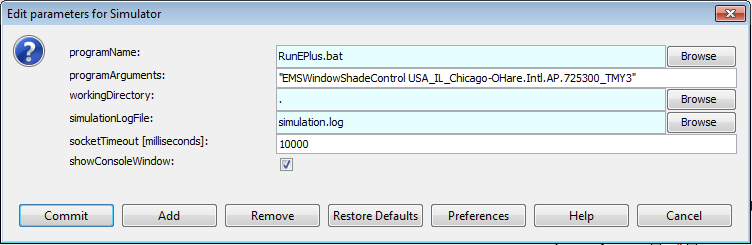 Edit parameters for Simulator
?
programName: RunEPlus.bat Browse
programArguments: "EMSWindowShadeControl USA_IL_Chicago-OHare.Intl.AP.725300_TMY3"
workingDirectory: . Browse
simulationLogFile: simulation.log Browse
socketTimeout [milliseconds]: 10000
showConsoleWindow:
Commit Add Remove Restore Defaults Preferences Help Cancel